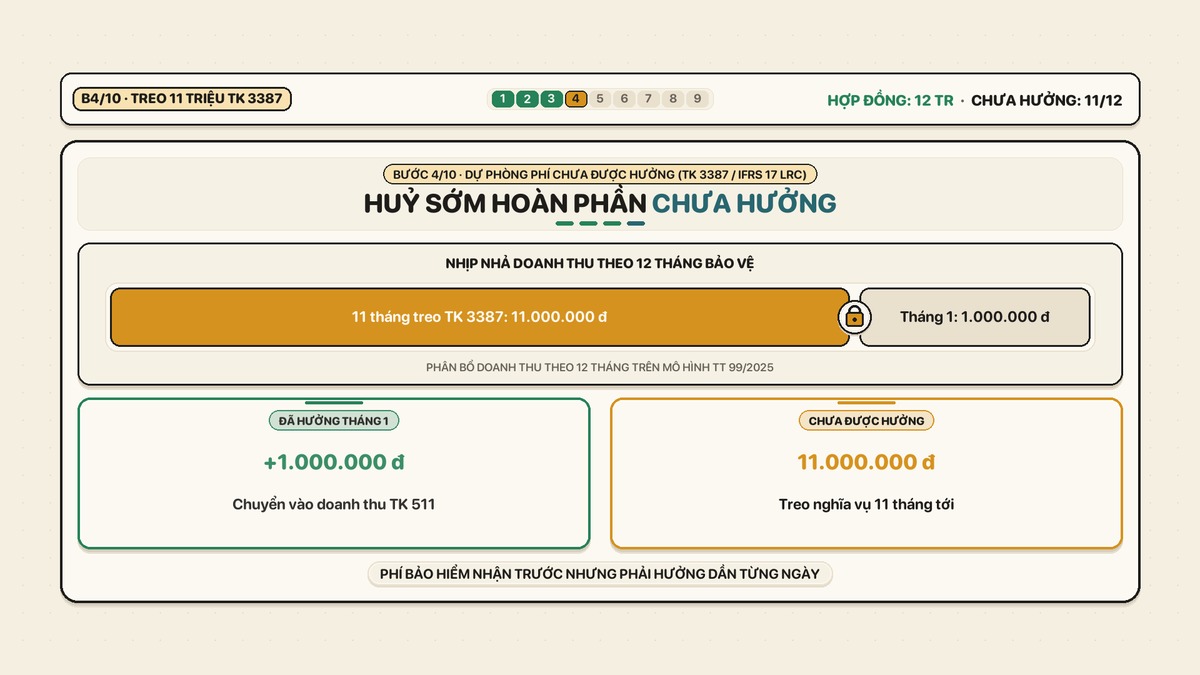 B4/10 · TREO 11 TRIỆU TK 3387
1 2 3 4 5 6 7 8 9
HỢP ĐỒNG: 12 TR · CHƯA HƯỞNG: 11/12
BƯỚC 4/10 · DỰ PHÒNG PHÍ CHƯA ĐƯỢC HƯỞNG (TK 3387 / IFRS 17 LRC)
HUỶ SỚM HOÀN PHẦN CHƯA HƯỞNG
NHỊP NHẢ DOANH THU THEO 12 THÁNG BẢO VỆ
11 tháng treo TK 3387: 11.000.000 đ
Tháng 1: 1.000.000 đ
PHÂN BỔ DOANH THU THEO 12 THÁNG TRÊN MÔ HÌNH TT 99/2025
ĐÃ HƯỞNG THÁNG 1
+1.000.000 đ
Chuyển vào doanh thu TK 511
CHƯA ĐƯỢC HƯỞNG
11.000.000 đ
Treo nghĩa vụ 11 tháng tới
PHÍ BẢO HIỂM NHẬN TRƯỚC NHƯNG PHẢI HƯỞNG DẦN TỪNG NGÀY